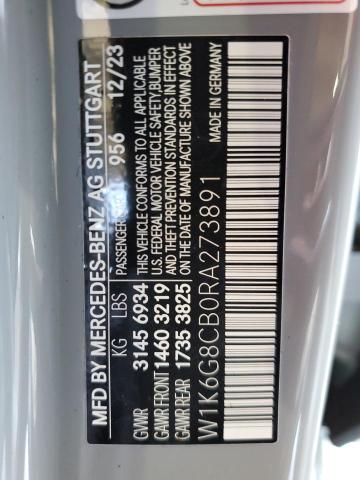 MFD BY MERCEDES-BENZ AG STUTTGART
KG LBS PASSENGER CAR 956 12/23
GVWR 3145 6934 THIS VEHICLE CONFORMS TO ALL APPLICABLE
GAWR FRONT 1460 3219 U.S. FEDERAL MOTOR VEHICLE SAFETY, BUMPER
GAWR REAR 1735 3825 AND THEFT PREVENTION STANDARDS IN EFFECT
ON THE DATE OF MANUFACTURE SHOWN ABOVE
W1K6G8CB0RA273891 MADE IN GERMANY